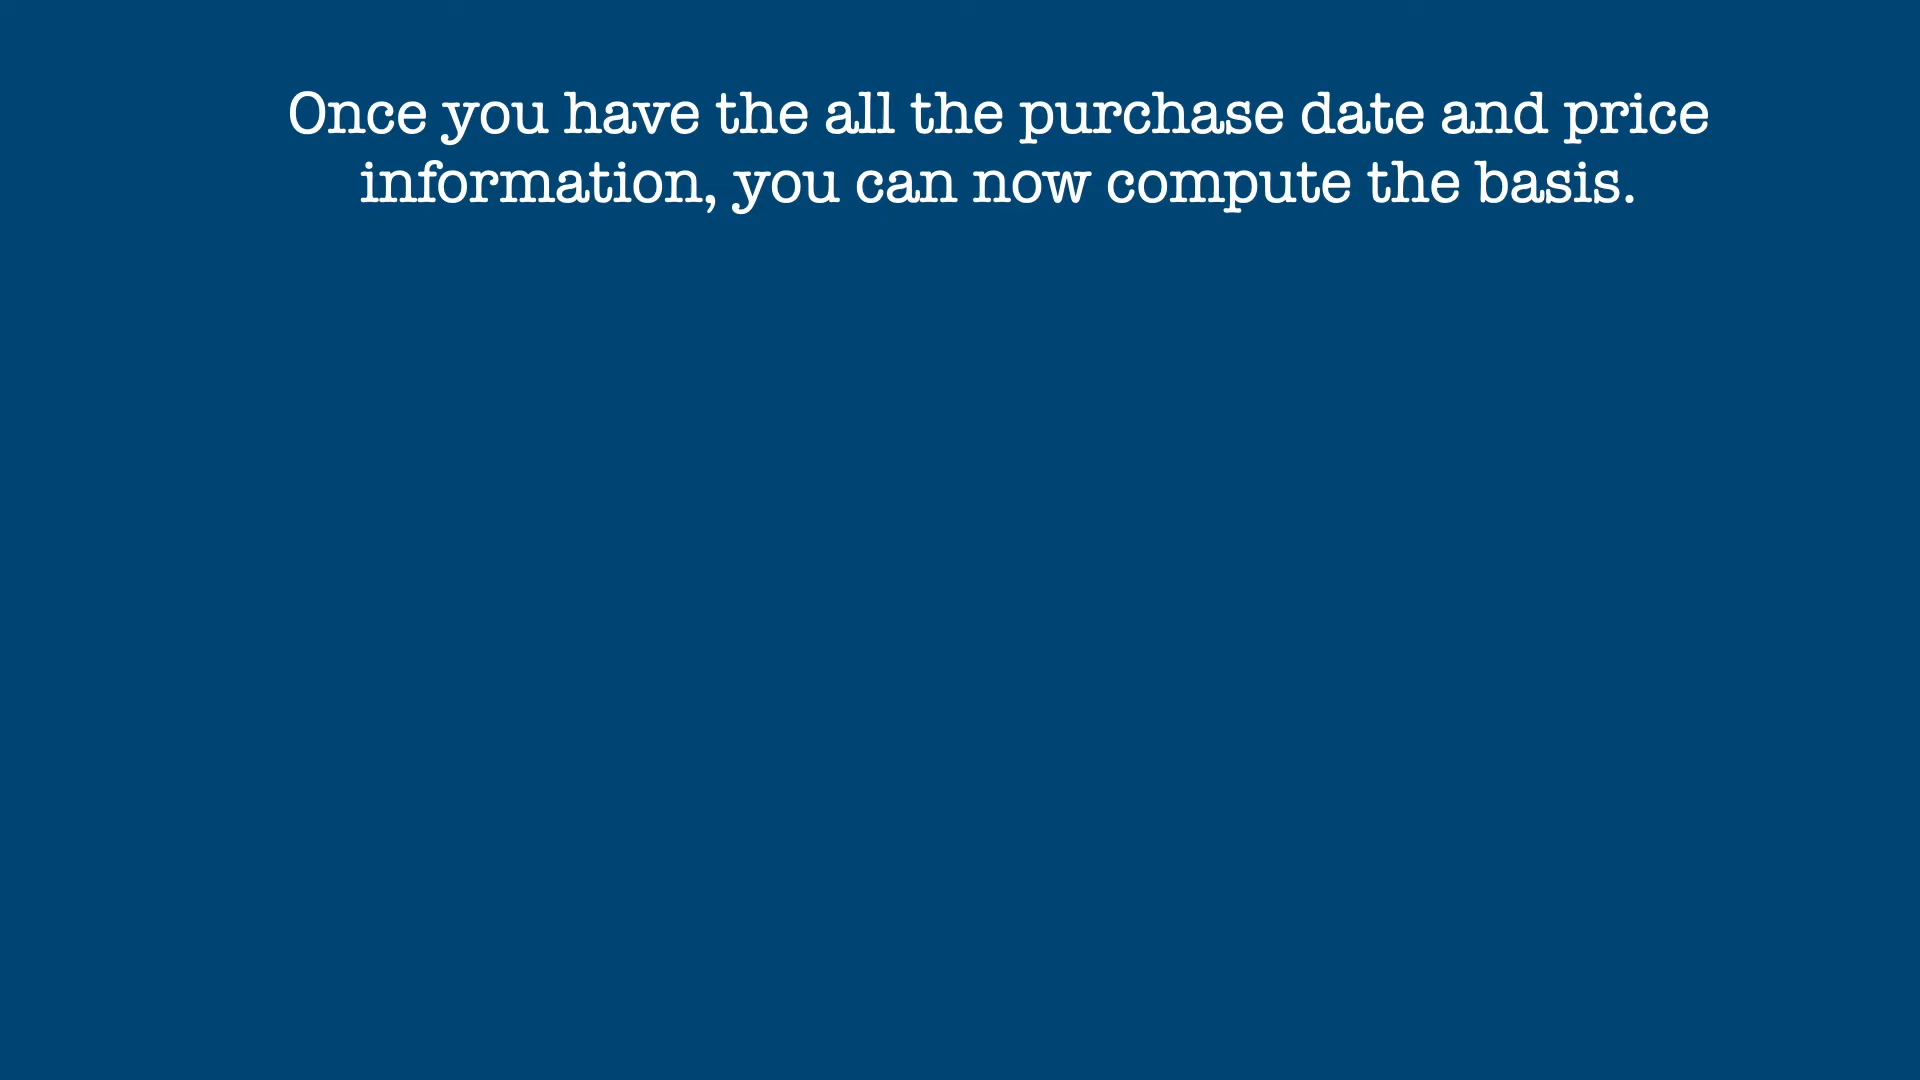 Once you have the all the purchase date and price
information, you can now compute the basis.